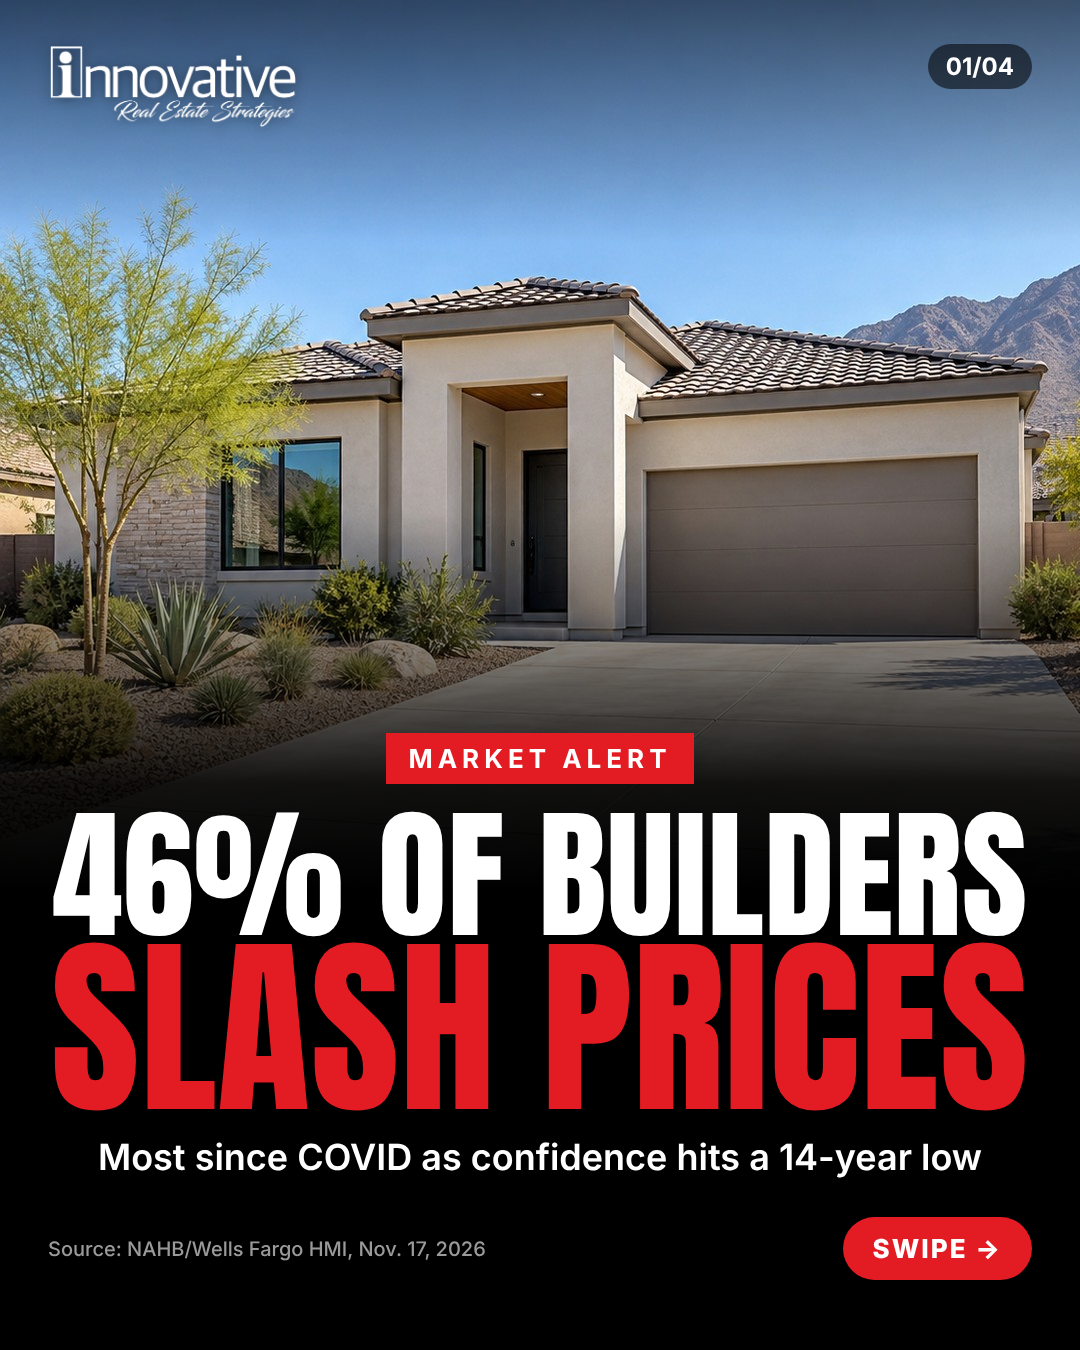 innovative
Real Estate Strategies
01/04
MARKET ALERT
46% OF BUILDERS
SLASH PRICES
Most since COVID as confidence hits a 14-year low
Source: NAHB/Wells Fargo HMI, Nov. 17, 2026
SWIPE →